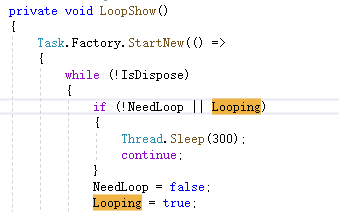 private void LoopShow()
{
Task.Factory.StartNew(() =>
{
while (!IsDispose)
{
if (!NeedLoop || Looping)
{
Thread.Sleep(300);
continue;
}
NeedLoop = false;
Looping = true;